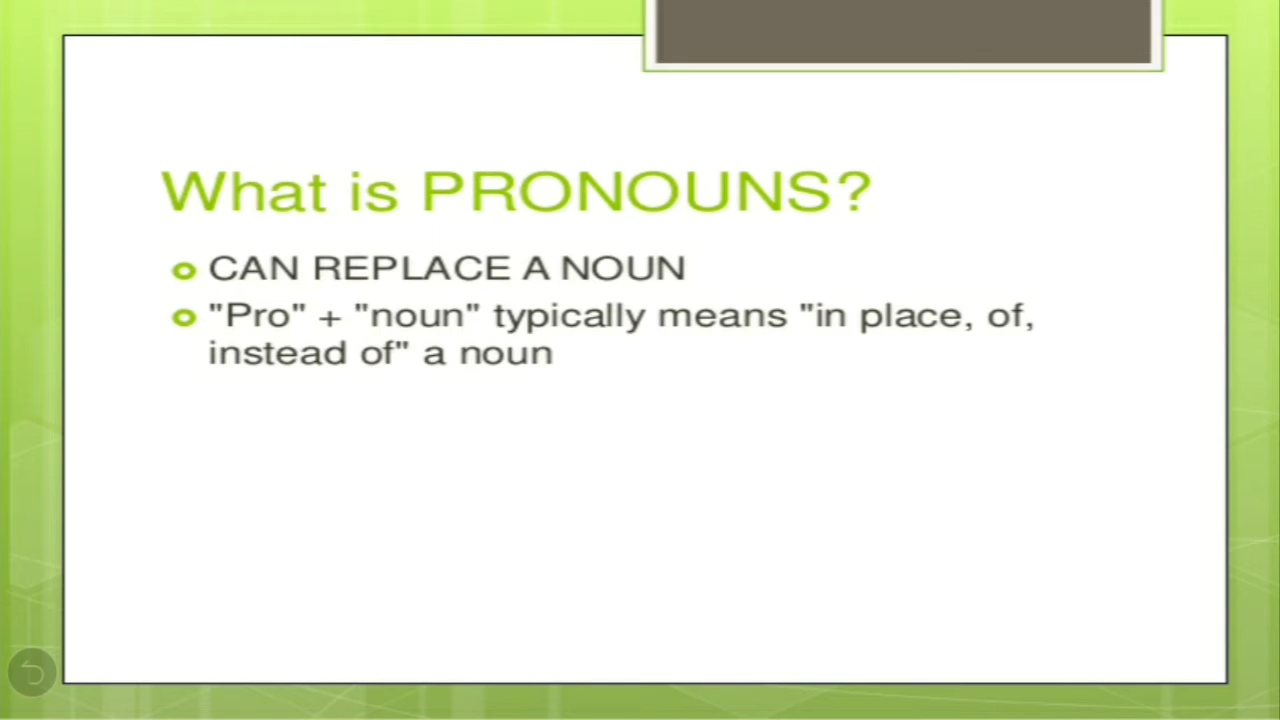 What is PRONOUNS?
CAN REPLACE A NOUN
"Pro" + "noun" typically means "in place, of,
instead of" a noun